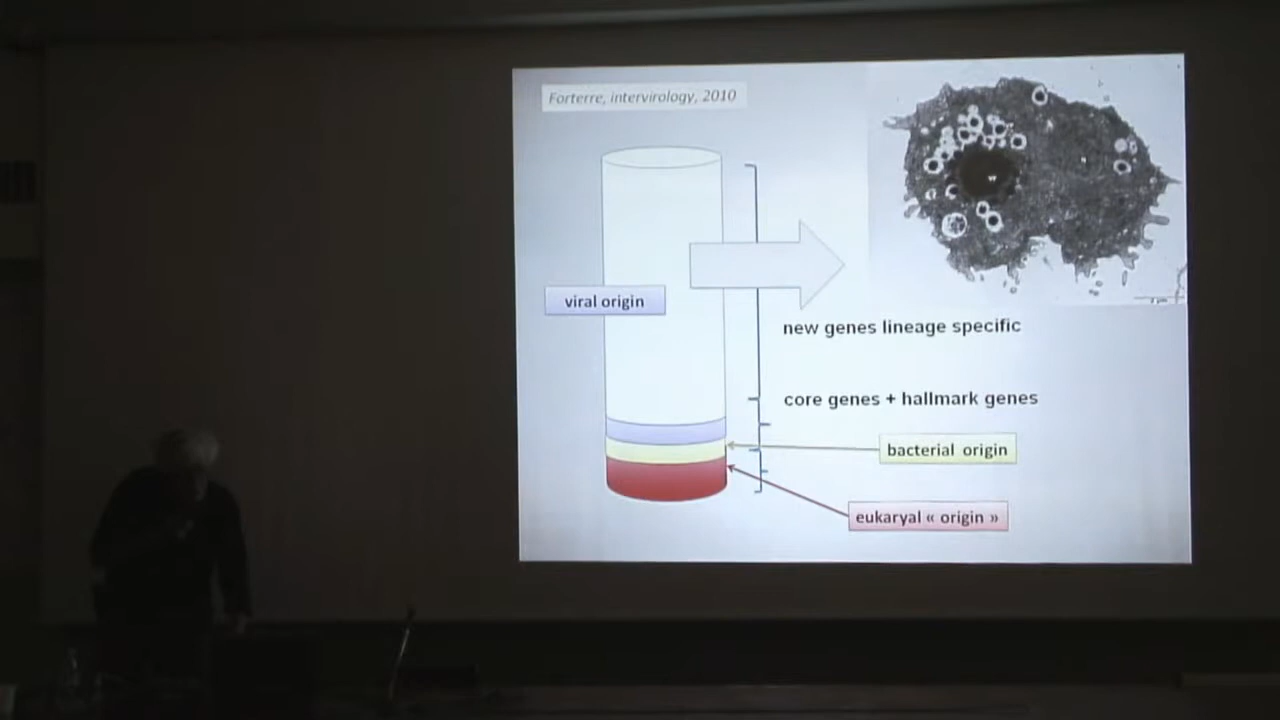 Forterre, intervirology, 2010
viral origin
new genes lineage specific
core genes + hallmark genes
bacterial origin
eukaryal « origin »